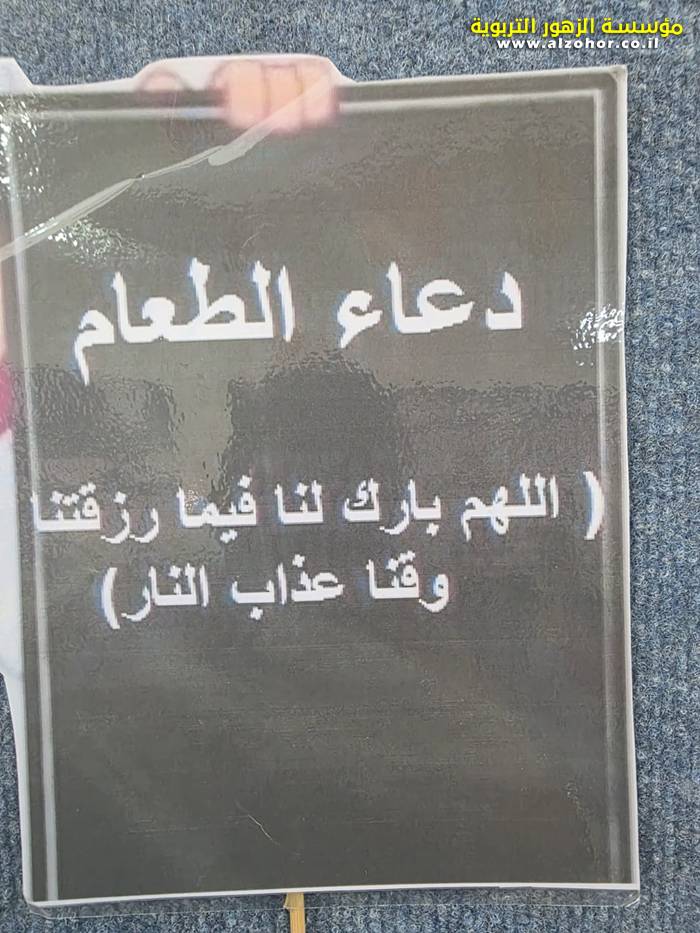 مؤسسة الزهور التربوية
www.alzohor.co.il
دعاء الطعام
( اللهم بارك لنا فيما رزقتنا
وقنا عذاب النار)